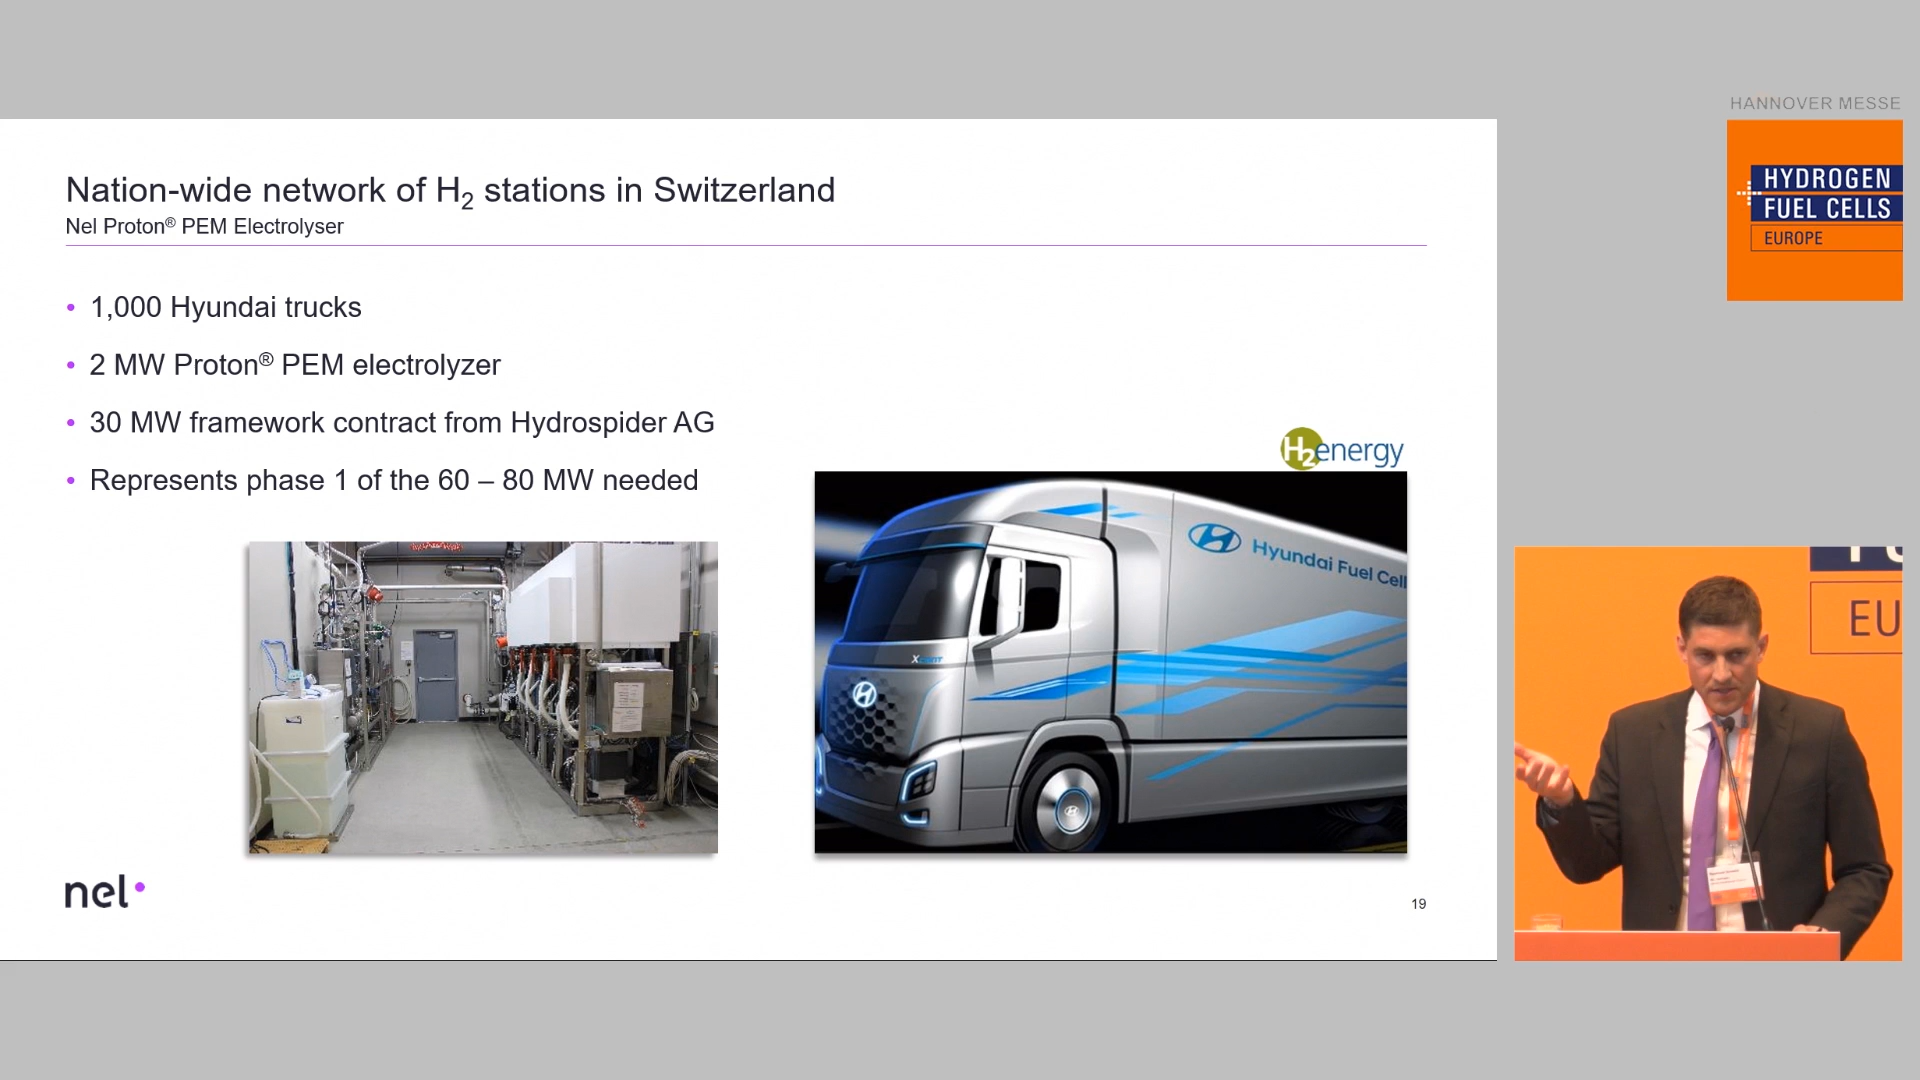 HANNOVER MESSE
HYDROGEN
FUEL CELLS
EUROPE
Nation-wide network of H₂ stations in Switzerland
Nel Proton® PEM Electrolyser
• 1,000 Hyundai trucks
• 2 MW Proton® PEM electrolyzer
• 30 MW framework contract from Hydrospider AG
• Represents phase 1 of the 60 – 80 MW needed
H₂energy
Hyundai Fuel Cell
nel
19
EU